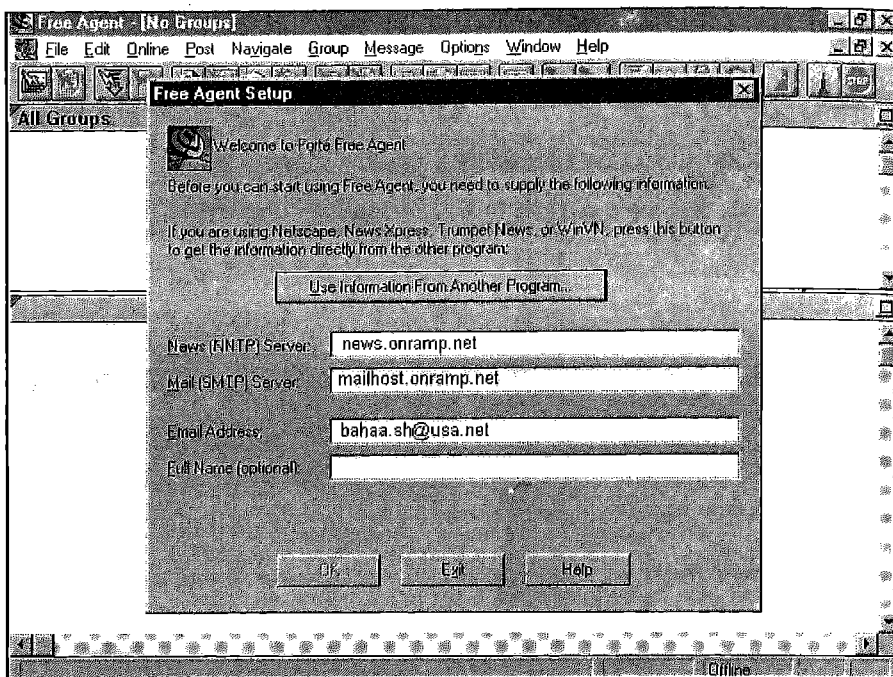 Free Agent - [No Groups]
File Edit Online Post Navigate Group Message Options Window Help
Free Agent Setup
All Groups
Welcome to Forté Free Agent
Before you can start using Free Agent, you need to supply the following information.
If you are using Netscape, News Xpress, Trumpet News, or WinVN, press this button
to get the information directly from the other program:
Use Information From Another Program...
News (NNTP) Server: news.onramp.net
Mail (SMTP) Server: mailhost.onramp.net
Email Address: bahaa.sh@usa.net
Full Name (optional):
OK Exit Help
Offline